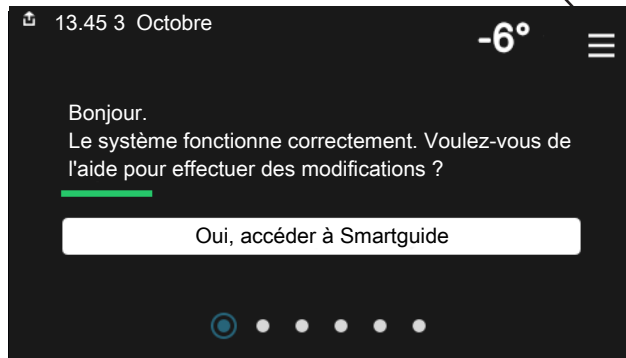 13.45 3 Octobre
-6°
Bonjour.
Le système fonctionne correctement. Voulez-vous de
l'aide pour effectuer des modifications ?
Oui, accéder à Smartguide